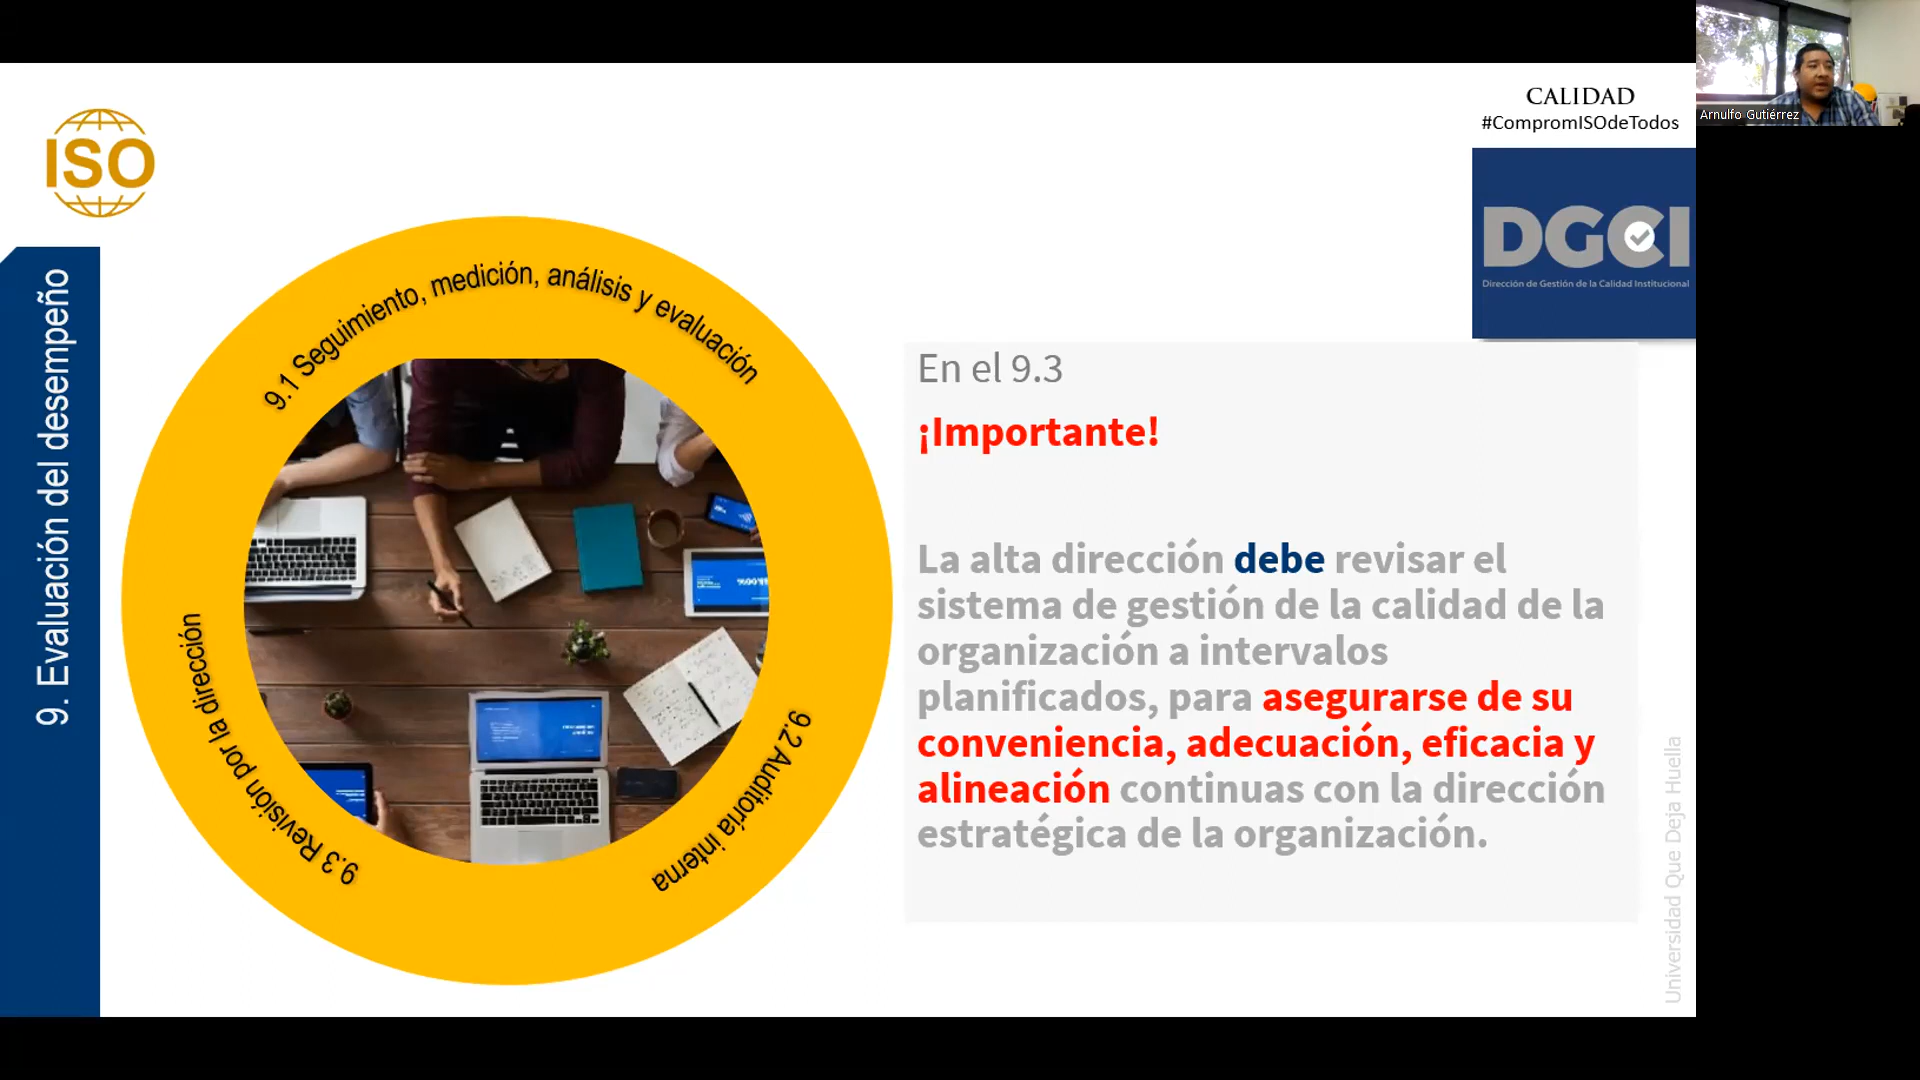 CALIDAD
#CompromISOdeTodos
Arnulfo Gutiérrez
ISO
DGCI
Dirección de Gestión de la Calidad Institucional
9. Evaluación del desempeño
9.1 Seguimiento, medición, análisis y evaluación
9.2 Auditoría interna
9.3 Revisión por la dirección
En el 9.3
¡Importante!
La alta dirección debe revisar el
sistema de gestión de la calidad de la
organización a intervalos
planificados, para asegurarse de su
conveniencia, adecuación, eficacia y
alineación continuas con la dirección
estratégica de la organización.
Universidad Que Deja Huella